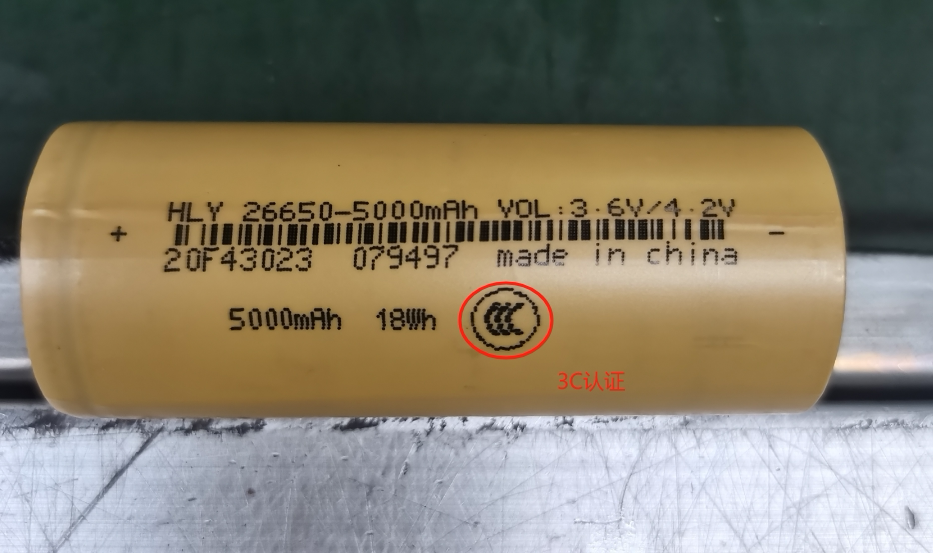 HLY 26650-5000mAh VOL:3.6V/4.2V
+ -
20F43023 079497 made in china
5000mAh 18Wh CCC
3C认证